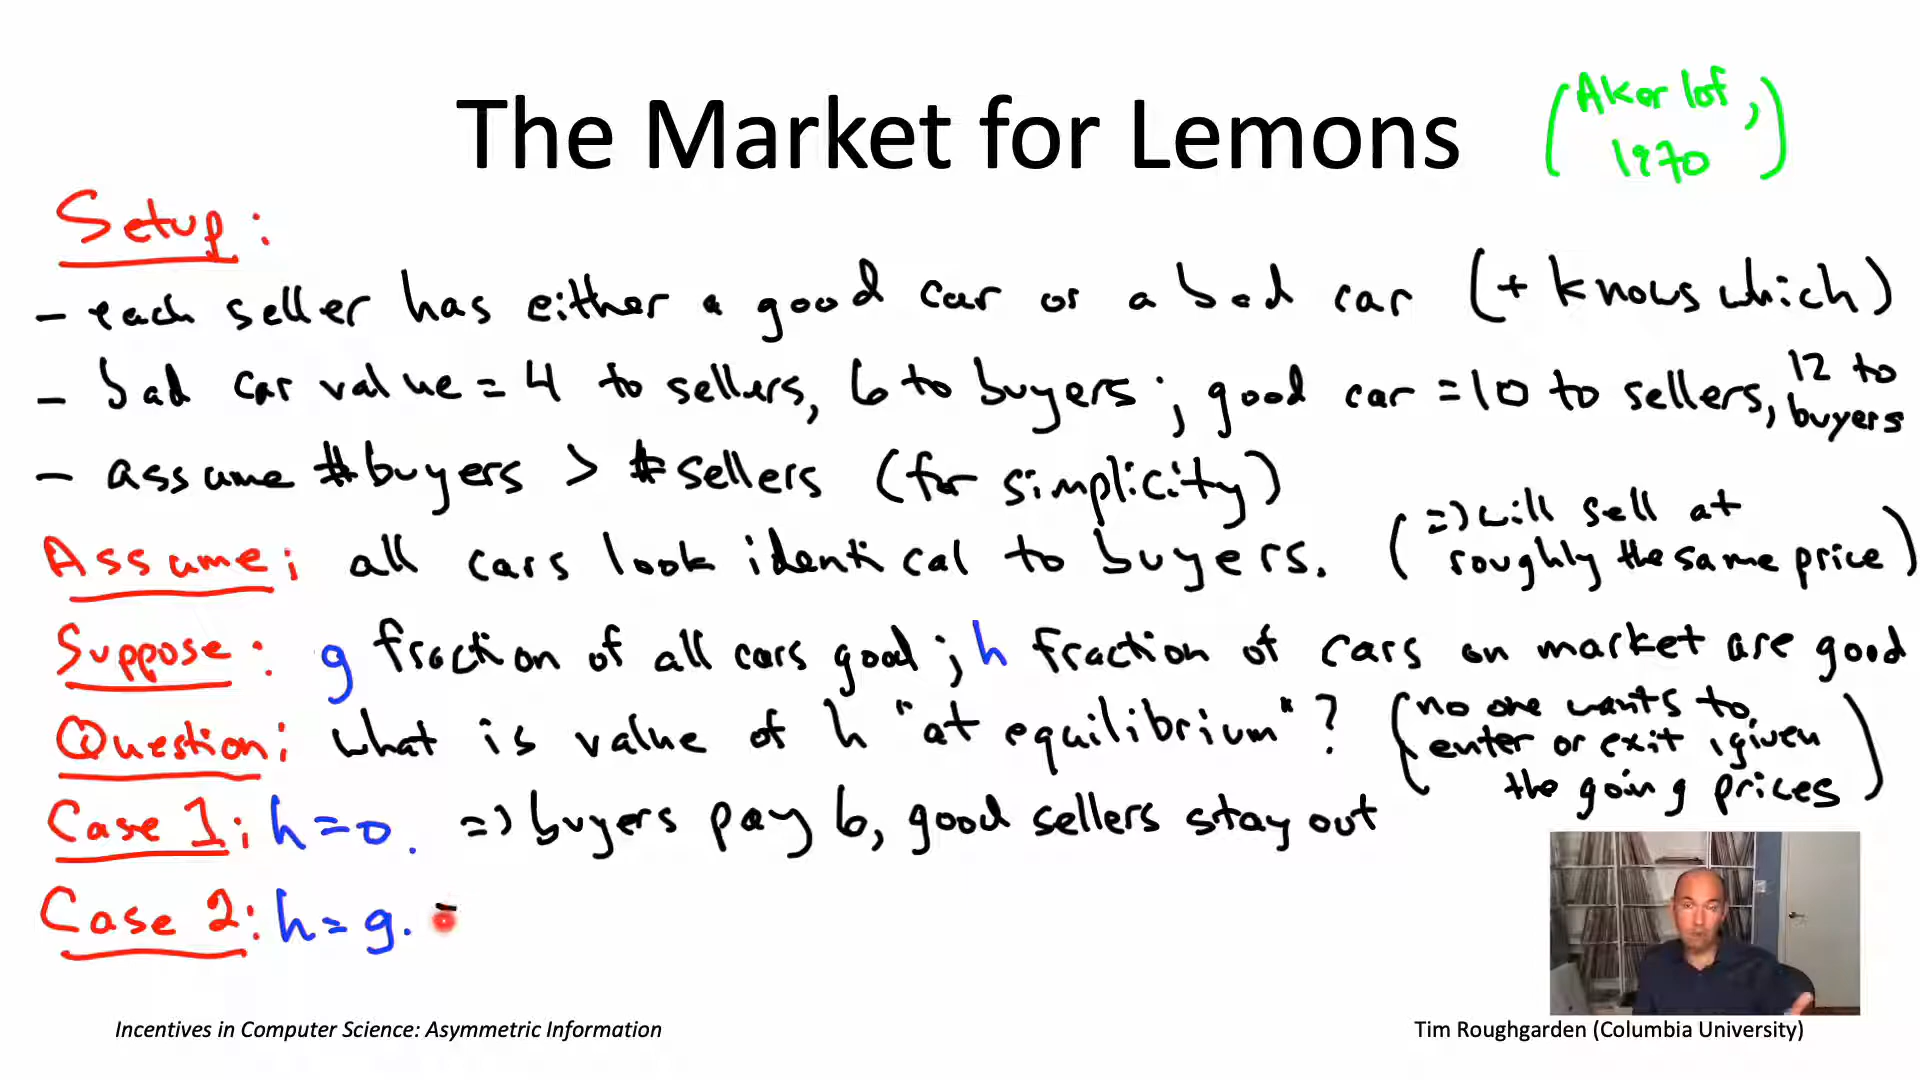 The Market for Lemons
(Akerlof, 1970)
Setup:
- each seller has either a good car or a bad car (+ knows which)
- bad car value = 4 to sellers, 6 to buyers; good car = 10 to sellers, 12 to buyers
- assume #buyers > #sellers (for simplicity)
Assume: all cars look identical to buyers. (=> will sell at roughly the same price)
Suppose: g fraction of all cars good; h fraction of cars on market are good
Question: what is value of h "at equilibrium"? (no one wants to enter or exit, given the going prices)
Case 1: h=0. => buyers pay 6, good sellers stay out
Case 2: h=g.
Incentives in Computer Science: Asymmetric Information
Tim Roughgarden (Columbia University)